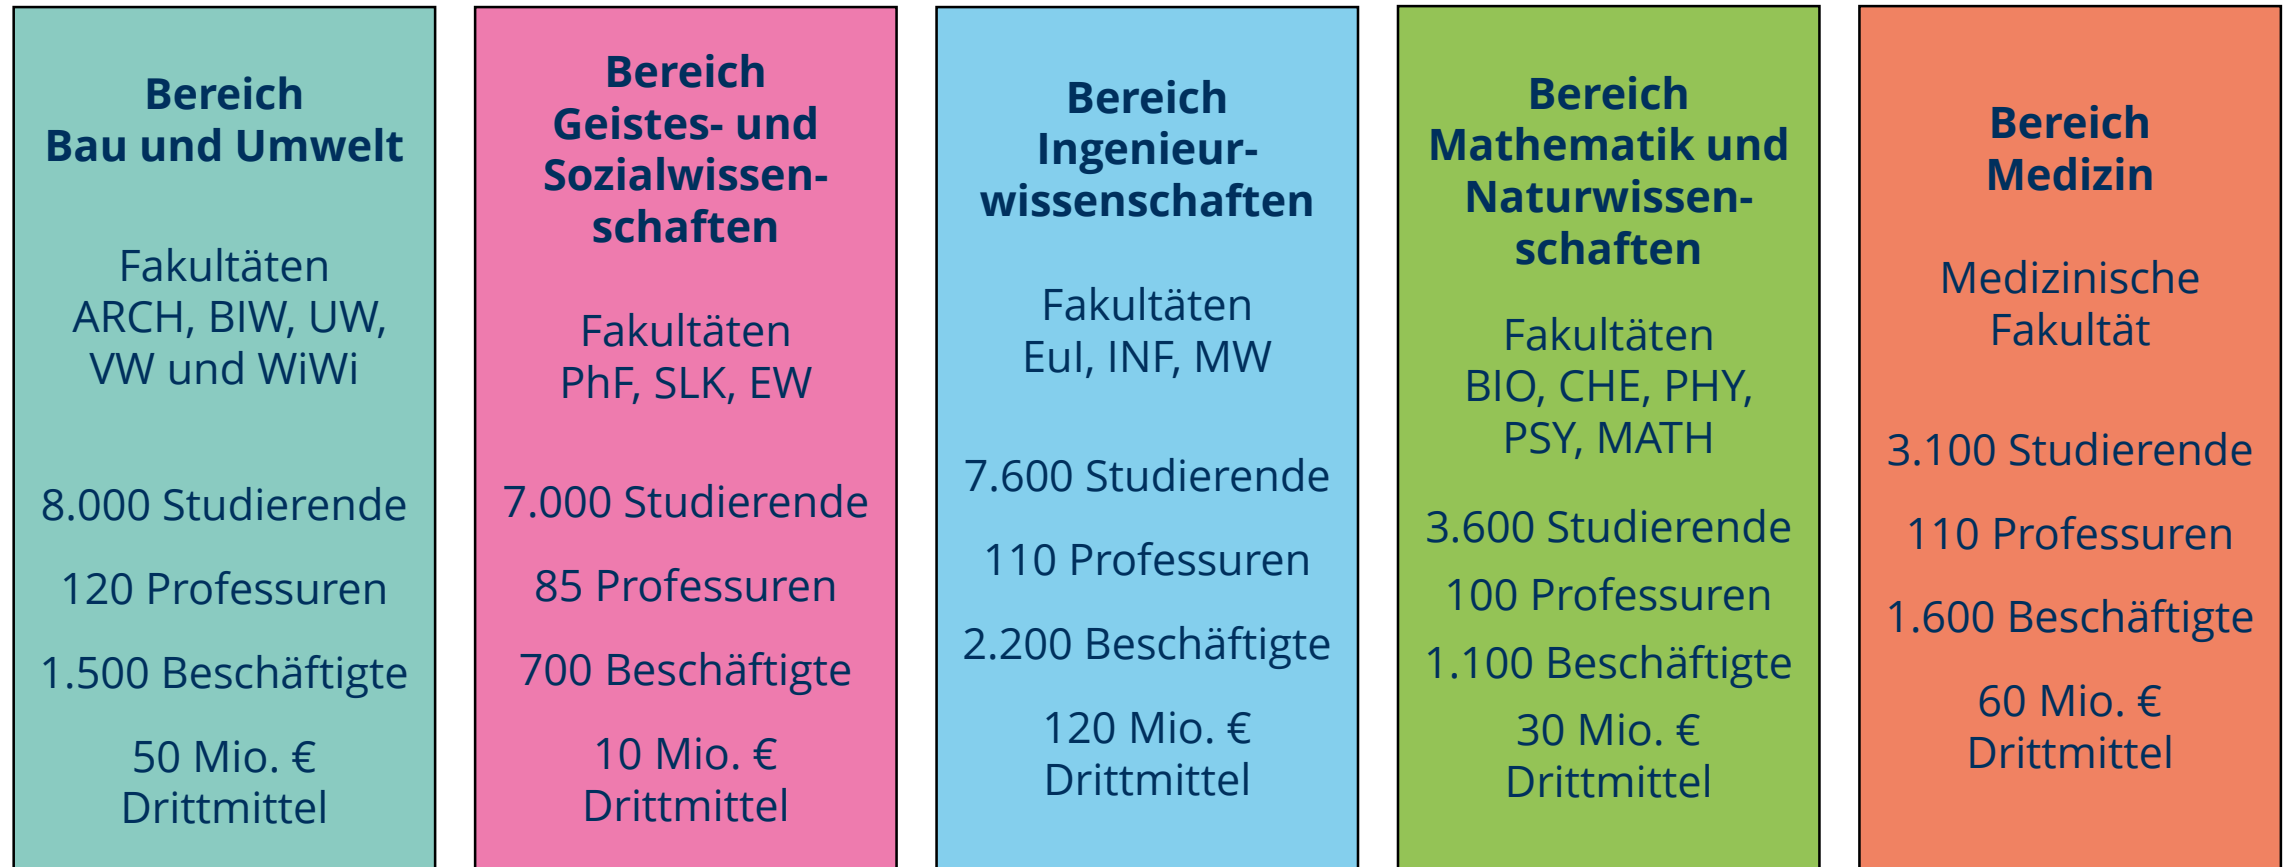 Bereich
Bau und Umwelt
Fakultäten
ARCH, BIW, UW,
VW und WiWi
8.000 Studierende
120 Professuren
1.500 Beschäftigte
50 Mio. €
Drittmittel
Bereich
Geistes- und
Sozialwissen-
schaften
Fakultäten
PhF, SLK, EW
7.000 Studierende
85 Professuren
700 Beschäftigte
10 Mio. €
Drittmittel
Bereich
Ingenieur-
wissenschaften
Fakultäten
EuI, INF, MW
7.600 Studierende
110 Professuren
2.200 Beschäftigte
120 Mio. €
Drittmittel
Bereich
Mathematik und
Naturwissen-
schaften
Fakultäten
BIO, CHE, PHY,
PSY, MATH
3.600 Studierende
100 Professuren
1.100 Beschäftigte
30 Mio. €
Drittmittel
Bereich
Medizin
Medizinische
Fakultät
3.100 Studierende
110 Professuren
1.600 Beschäftigte
60 Mio. €
Drittmittel